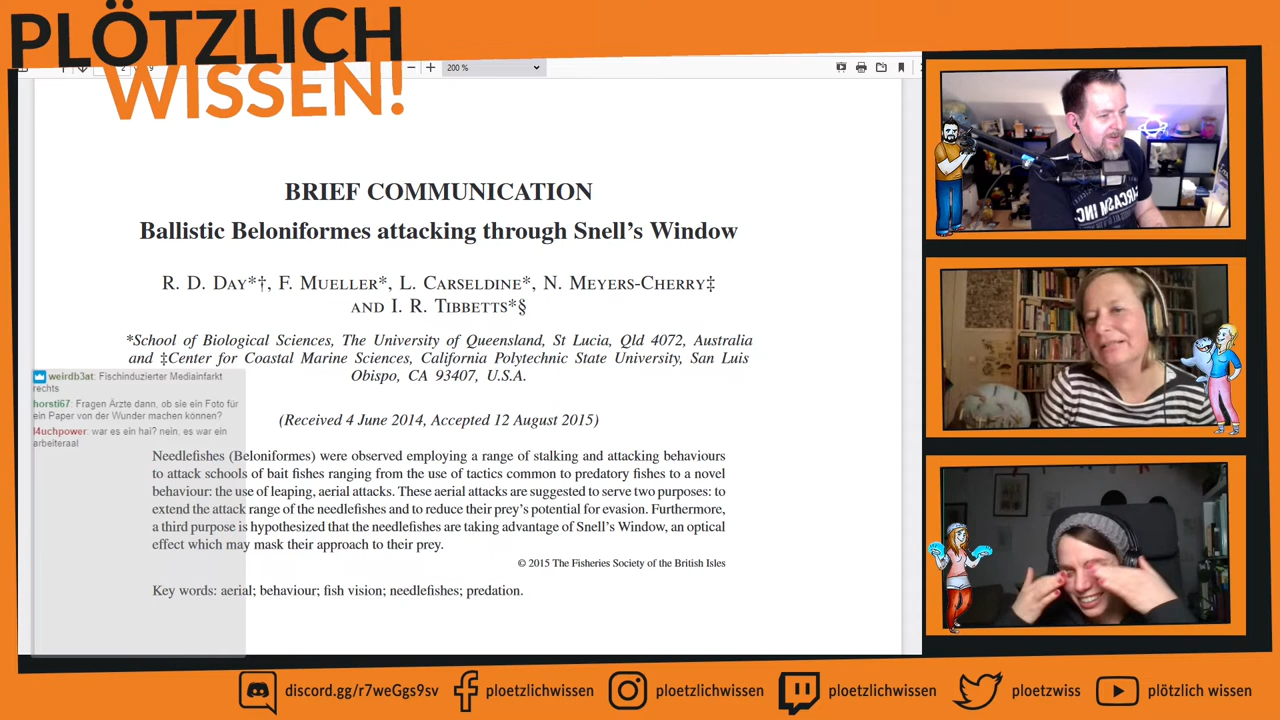 PLÖTZLICH
WISSEN!
200 %
BRIEF COMMUNICATION
Ballistic Beloniformes attacking through Snell's Window
R. D. DAY*†, F. MUELLER*, L. CARSELDINE*, N. MEYERS-CHERRY‡
AND I. R. TIBBETTS*§
*School of Biological Sciences, The University of Queensland, St Lucia, Qld 4072, Australia
and ‡Center for Coastal Marine Sciences, California Polytechnic State University, San Luis
Obispo, CA 93407, U.S.A.
(Received 4 June 2014, Accepted 12 August 2015)
Needlefishes (Beloniformes) were observed employing a range of stalking and attacking behaviours
to attack schools of bait fishes ranging from the use of tactics common to predatory fishes to a novel
behaviour: the use of leaping, aerial attacks. These aerial attacks are suggested to serve two purposes: to
extend the attack range of the needlefishes and to reduce their prey's potential for evasion. Furthermore,
a third purpose is hypothesized that the needlefishes are taking advantage of Snell's Window, an optical
effect which may mask their approach to their prey.
© 2015 The Fisheries Society of the British Isles
Key words: aerial; behaviour; fish vision; needlefishes; predation.
weirdb3at: Fischinduzierter Mediainfarkt
rechts
horsti67: Fragen Ärzte dann, ob sie ein Foto für
ein Paper von der Wunder machen können?
l4uchpower: war es ein hai? nein, es war ein
arbeiteraal
SARCASM INC.
discord.gg/r7weGgs9sv
ploetzlichwissen
ploetzlichwissen
ploetzlichwissen
ploetzwiss
plötzlich wissen